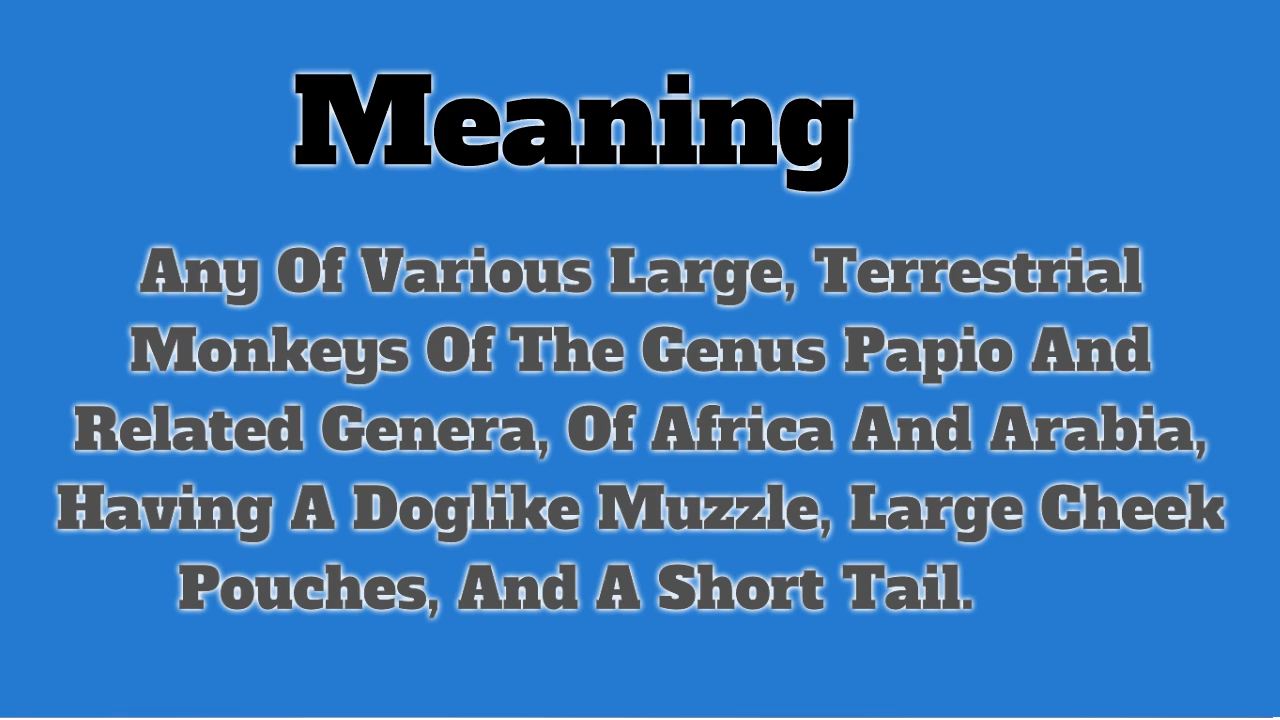 Meaning
Any Of Various Large, Terrestrial
Monkeys Of The Genus Papio And
Related Genera, Of Africa And Arabia,
Having A Doglike Muzzle, Large Cheek
Pouches, And A Short Tail.